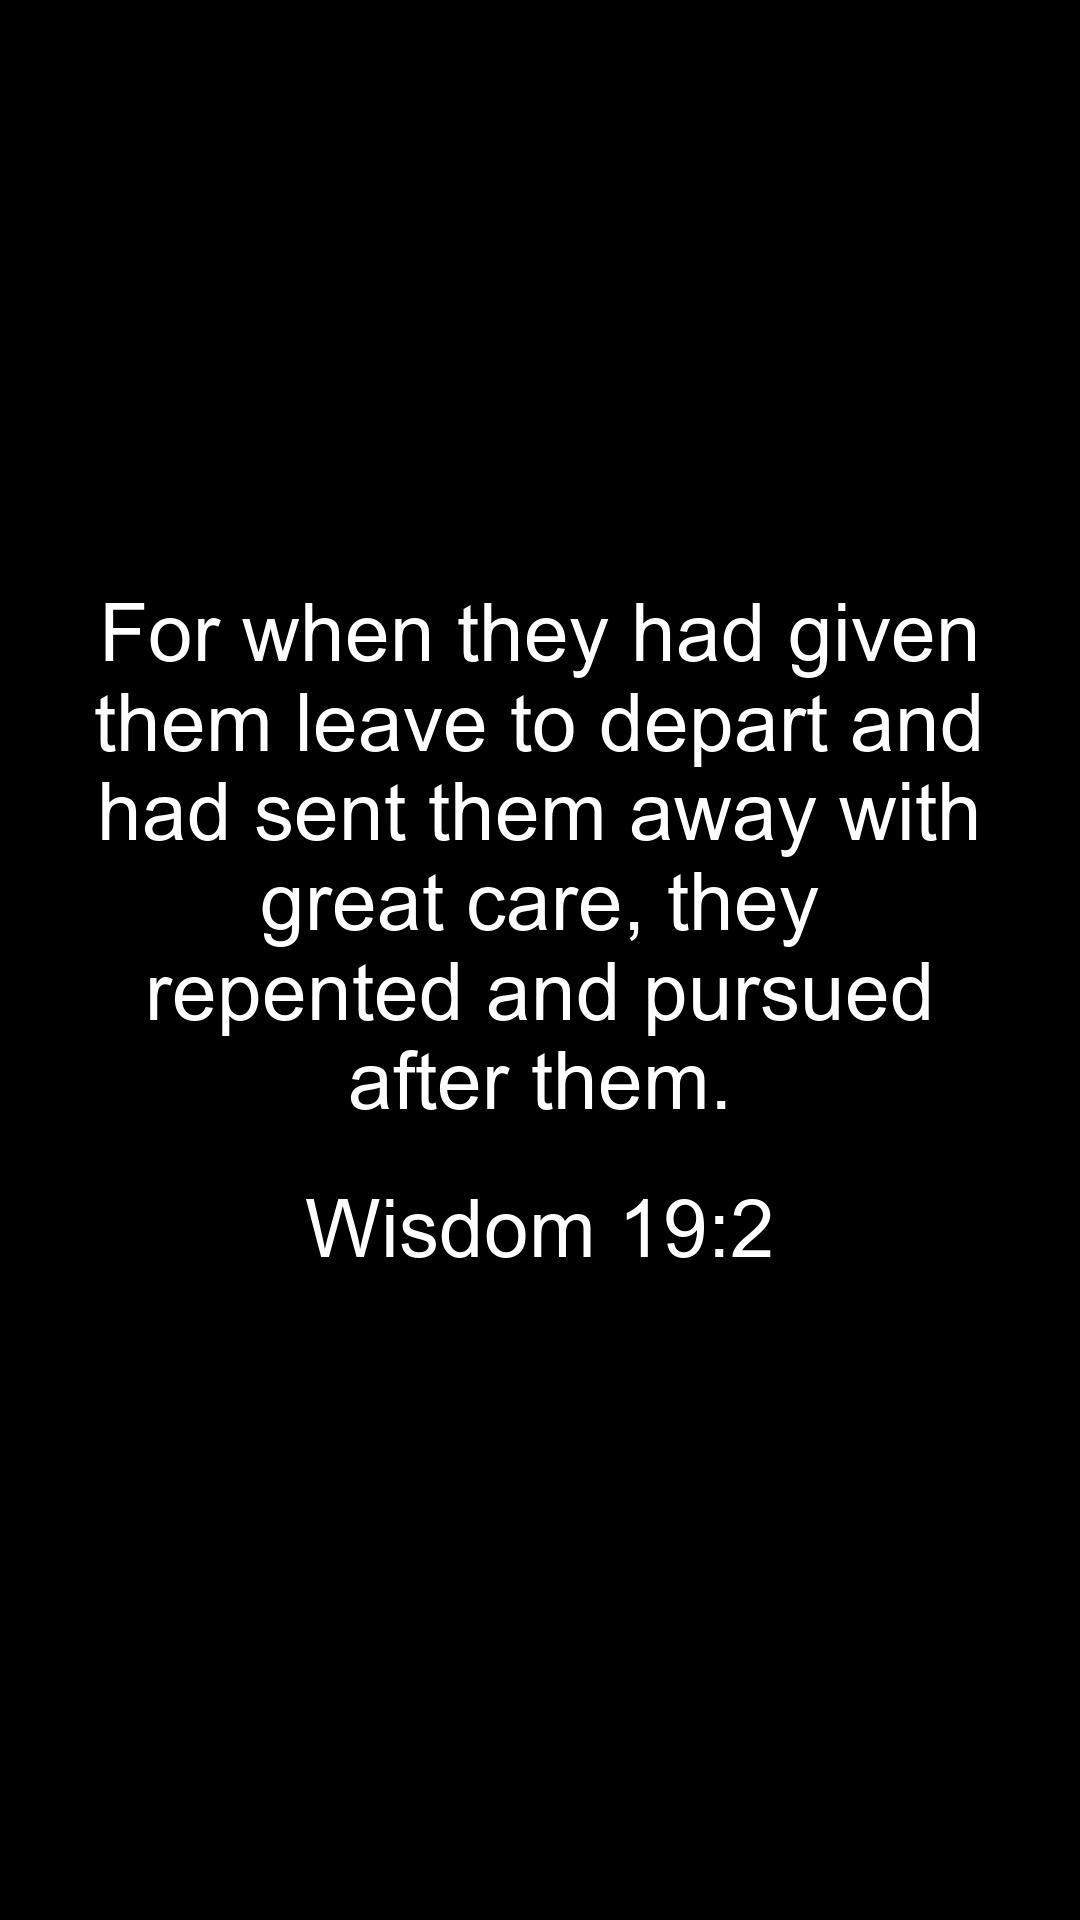 For when they had given
them leave to depart and
had sent them away with
great care, they
repented and pursued
after them.
Wisdom 19:2